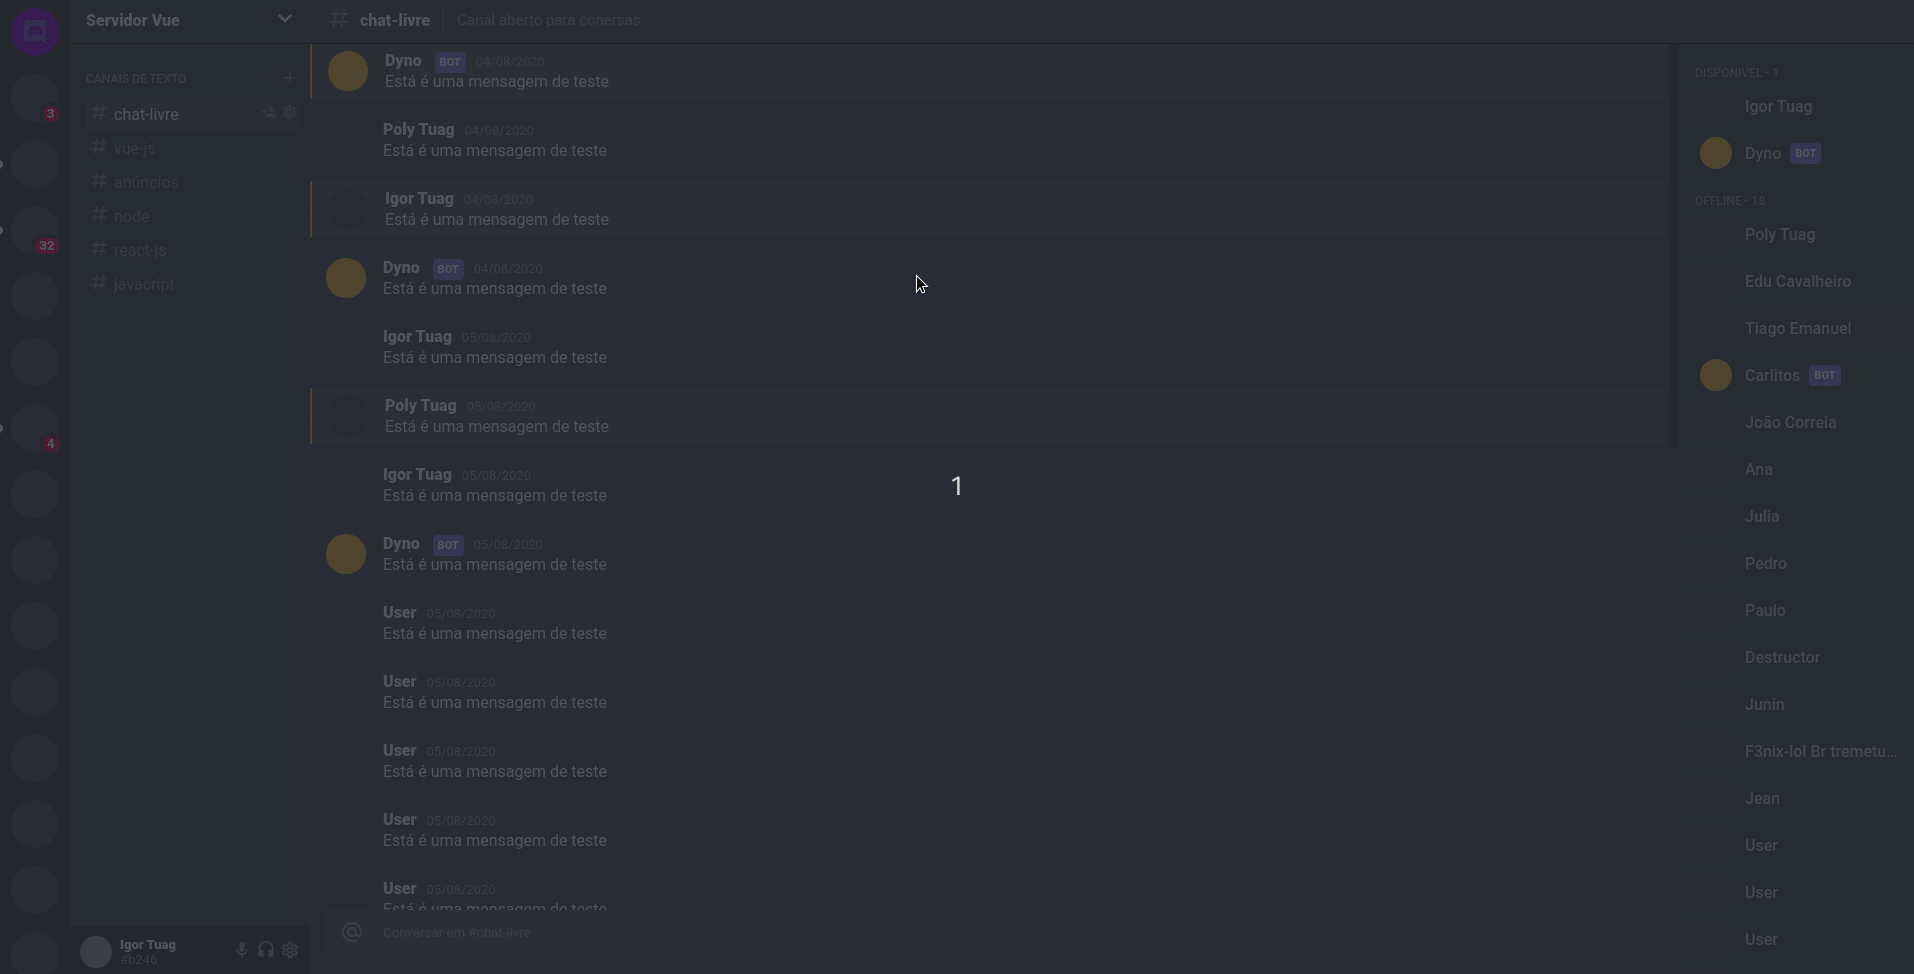 Servidor Vue
chat-livre
Canal aberto para conersas
3
32
4
CANAIS DE TEXTO
chat-livre
vue-js
anúncios
node
react-js
javacript
Igor Tuag
#b246
Dyno BOT 04/08/2020
Está é uma mensagem de teste
Poly Tuag 04/08/2020
Está é uma mensagem de teste
Igor Tuag 04/08/2020
Está é uma mensagem de teste
Dyno BOT 04/08/2020
Está é uma mensagem de teste
Igor Tuag 05/08/2020
Está é uma mensagem de teste
Poly Tuag 05/08/2020
Está é uma mensagem de teste
Igor Tuag 05/08/2020
Está é uma mensagem de teste
1
Dyno BOT 05/08/2020
Está é uma mensagem de teste
User 05/08/2020
Está é uma mensagem de teste
User 05/08/2020
Está é uma mensagem de teste
User 05/08/2020
Está é uma mensagem de teste
User 05/08/2020
Está é uma mensagem de teste
User 05/08/2020
Está é uma mensagem de teste
Conversar em #chat-livre
DISPONIVEL - 1
Igor Tuag
Dyno BOT
OFFLINE - 18
Poly Tuag
Edu Cavalheiro
Tiago Emanuel
Carlitos BOT
João Correia
Ana
Julia
Pedro
Paulo
Destructor
Junin
F3nix-lol Br tremetu...
Jean
User
User
User